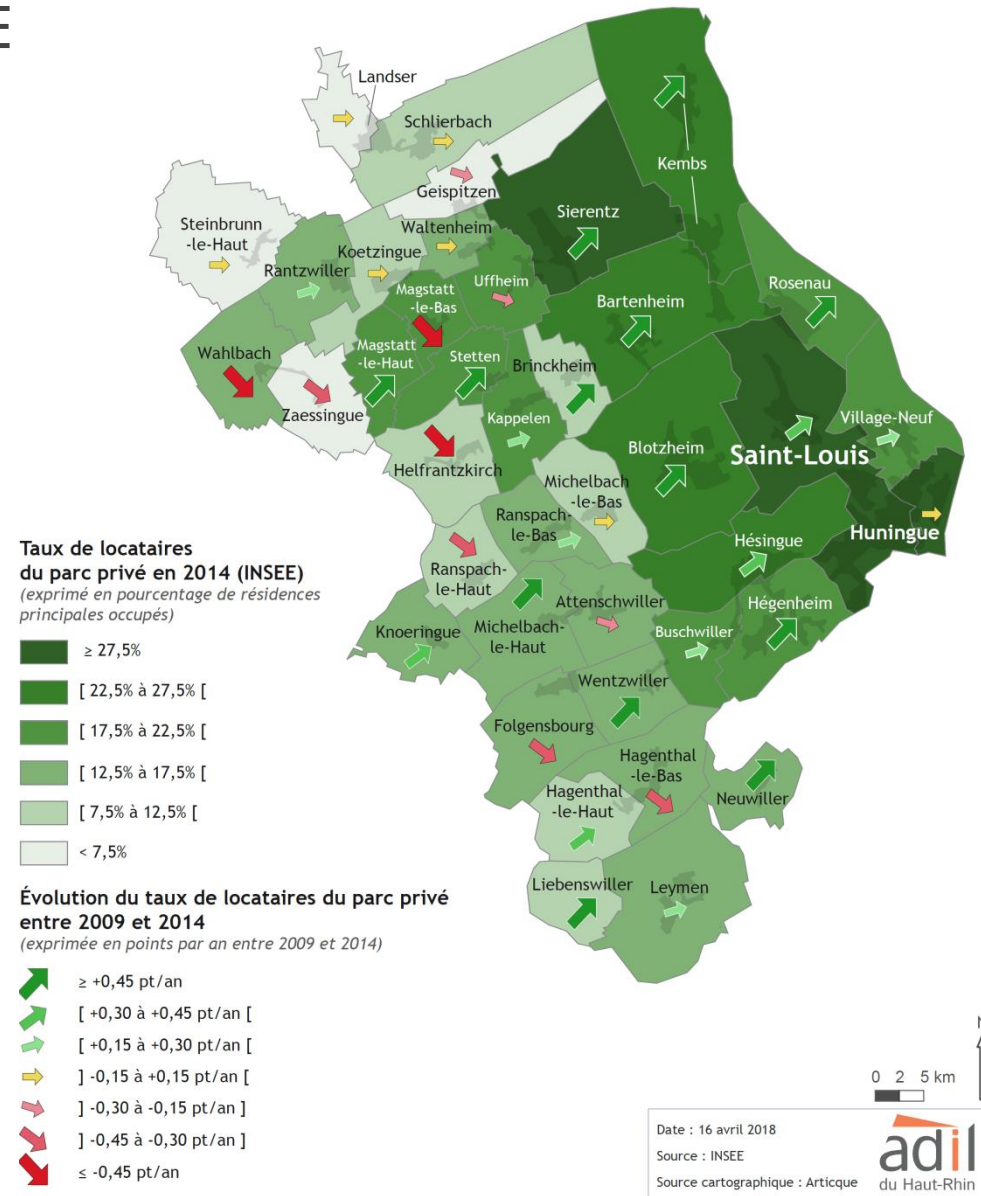 Landser
Schlierbach
Kembs
Geispitzen
Sierentz
Steinbrunn
-le-Haut
Waltenheim
Koetzingue
Rantzwiller
Uffheim
Rosenau
Magstatt
-le-Bas
Bartenheim
Wahlbach
Magstatt
-le-Haut
Stetten
Brinckheim
Zaessingue
Kappelen
Village-Neuf
Blotzheim
Saint-Louis
Helfrantzkirch
Michelbach
-le-Bas
Ranspach-
le-Bas
Huningue
Hésingue
Ranspach-
le-Haut
Attenschwiller
Hégenheim
Knoeringue
Michelbach-
le-Haut
Buschwiller
Wentzwiller
Folgensbourg
Hagenthal
-le-Bas
Hagenthal
-le-Haut
Neuwiller
Liebenswiller
Leymen
Taux de locataires
du parc privé en 2014 (INSEE)
(exprimé en pourcentage de résidences
principales occupés)
≥ 27,5%
[ 22,5% à 27,5% [
[ 17,5% à 22,5% [
[ 12,5% à 17,5% [
[ 7,5% à 12,5% [
< 7,5%
Évolution du taux de locataires du parc privé
entre 2009 et 2014
(exprimée en points par an entre 2009 et 2014)
≥ +0,45 pt/an
[ +0,30 à +0,45 pt/an [
[ +0,15 à +0,30 pt/an [
] -0,15 à +0,15 pt/an [
] -0,30 à -0,15 pt/an ]
] -0,45 à -0,30 pt/an ]
≤ -0,45 pt/an
0 2 5 km
Date : 16 avril 2018
Source : INSEE
Source cartographique : Articque
adil
du Haut-Rhin